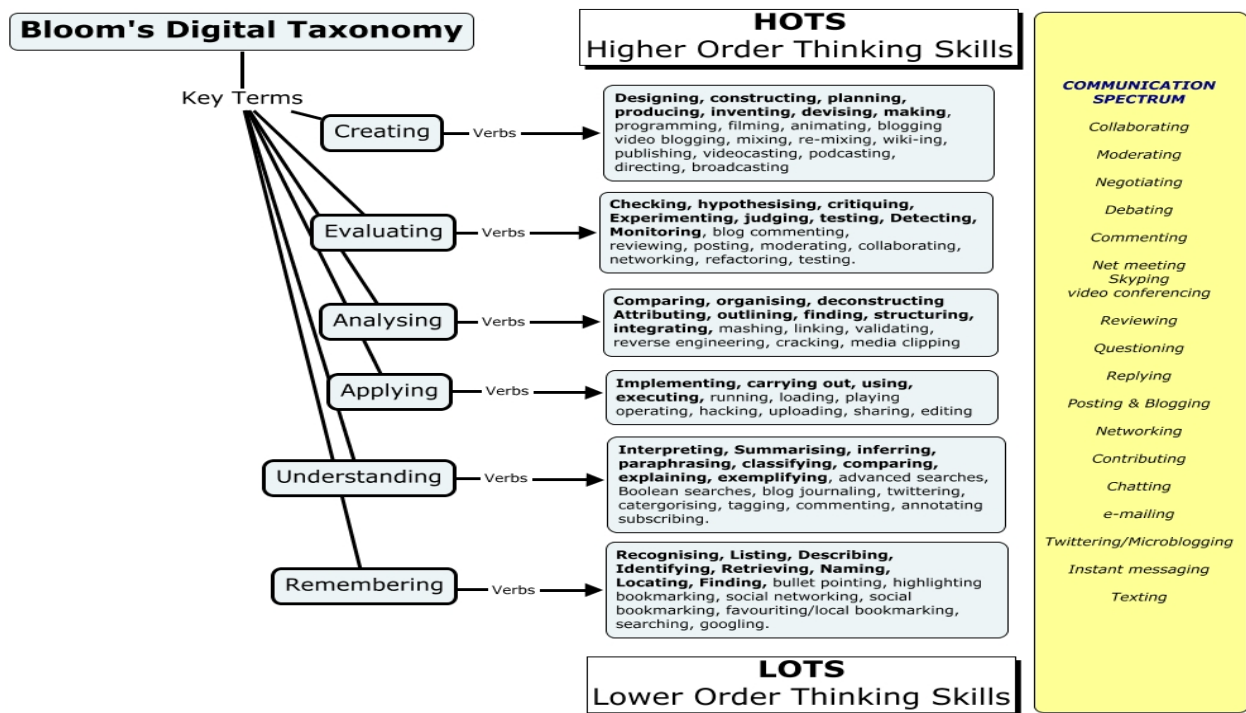 Bloom's Digital Taxonomy
Key Terms
HOTS
Higher Order Thinking Skills
Creating
Verbs
Designing, constructing, planning,
producing, inventing, devising, making,
programming, filming, animating, blogging
video blogging, mixing, re-mixing, wiki-ing,
publishing, videocasting, podcasting,
directing, broadcasting
Evaluating
Verbs
Checking, hypothesising, critiquing,
Experimenting, judging, testing, Detecting,
Monitoring, blog commenting,
reviewing, posting, moderating, collaborating,
networking, refactoring, testing.
Analysing
Verbs
Comparing, organising, deconstructing
Attributing, outlining, finding, structuring,
integrating, mashing, linking, validating,
reverse engineering, cracking, media clipping
Applying
Verbs
Implementing, carrying out, using,
executing, running, loading, playing
operating, hacking, uploading, sharing, editing
Understanding
Verbs
Interpreting, Summarising, inferring,
paraphrasing, classifying, comparing,
explaining, exemplifying, advanced searches,
Boolean searches, blog journaling, twittering,
catergorising, tagging, commenting, annotating
subscribing.
Remembering
Verbs
Recognising, Listing, Describing,
Identifying, Retrieving, Naming,
Locating, Finding, bullet pointing, highlighting
bookmarking, social networking, social
bookmarking, favouriting/local bookmarking,
searching, googling.
LOTS
Lower Order Thinking Skills
COMMUNICATION
SPECTRUM
Collaborating
Moderating
Negotiating
Debating
Commenting
Net meeting
Skyping
video conferencing
Reviewing
Questioning
Replying
Posting & Blogging
Networking
Contributing
Chatting
e-mailing
Twittering/Microblogging
Instant messaging
Texting